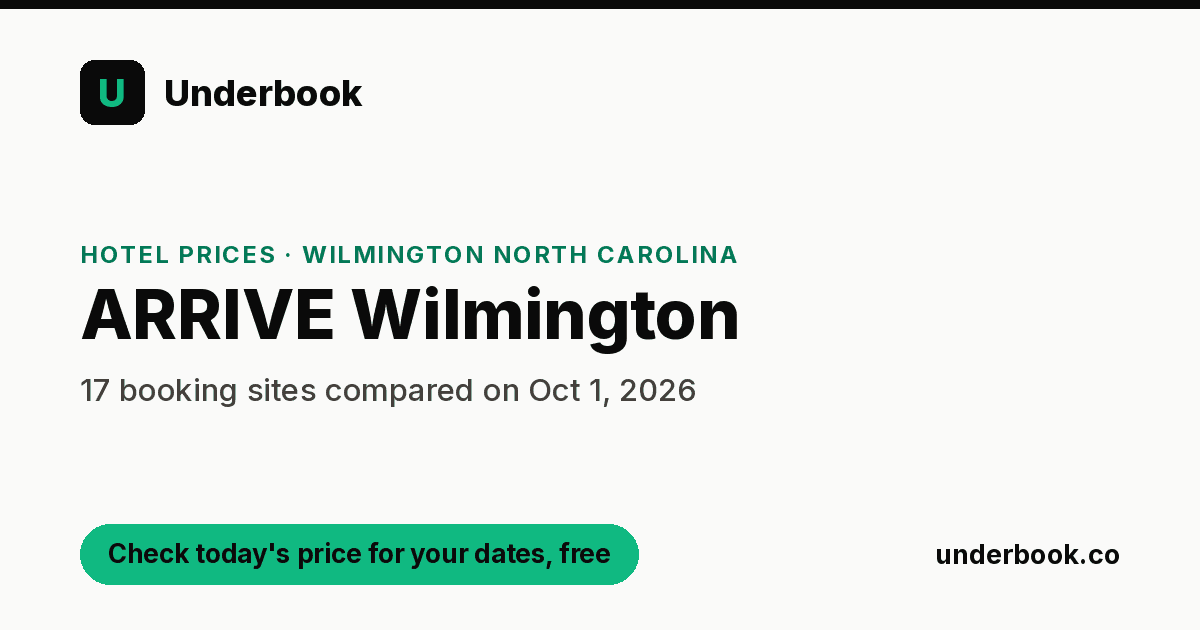 U Underbook
HOTEL PRICES · WILMINGTON NORTH CAROLINA
ARRIVE Wilmington
17 booking sites compared on Oct 1, 2026
Check today's price for your dates, free
underbook.co